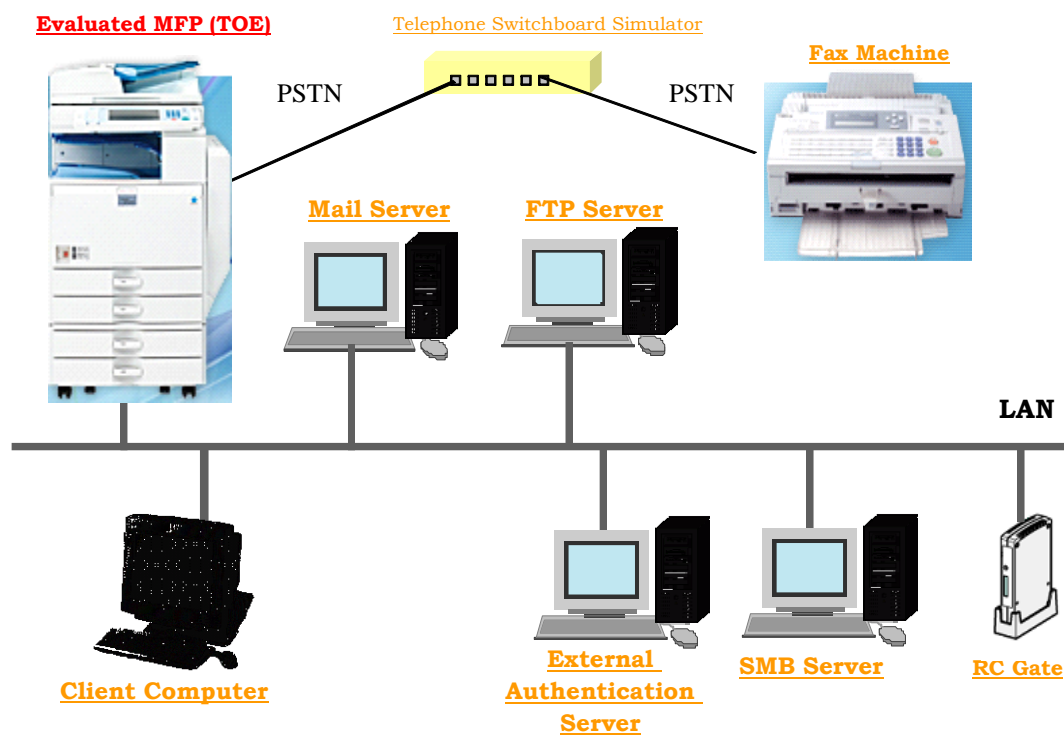 Evaluated MFP (TOE)
Telephone Switchboard Simulator
Fax Machine
PSTN
PSTN
Mail Server
FTP Server
LAN
Client Computer
External
Authentication
Server
SMB Server
RC Gate